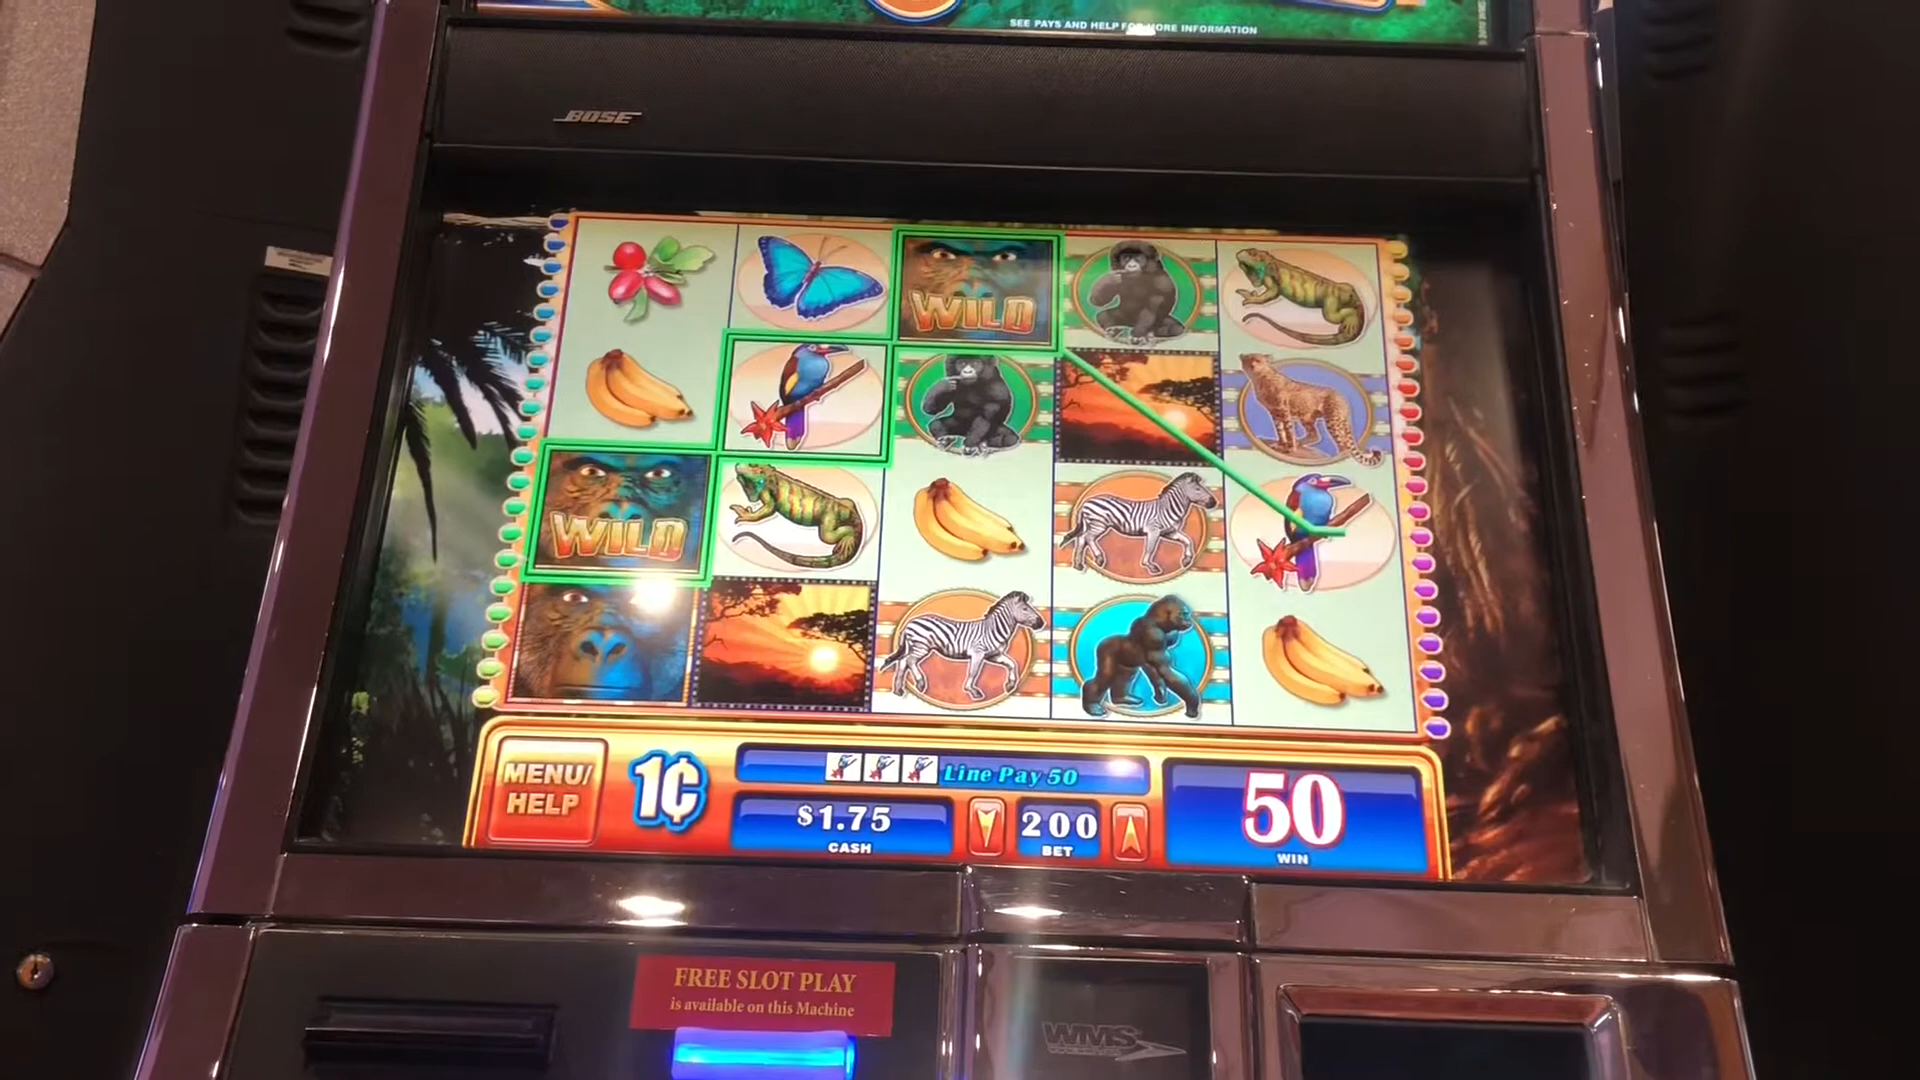 SEE PAYS AND HELP FOR MORE INFORMATION
BOSE
WILD
WILD
MENU/
HELP
1¢
Line Pay 50
$1.75
CASH
200
BET
50
WIN
FREE SLOT PLAY
is available on this Machine
WMS